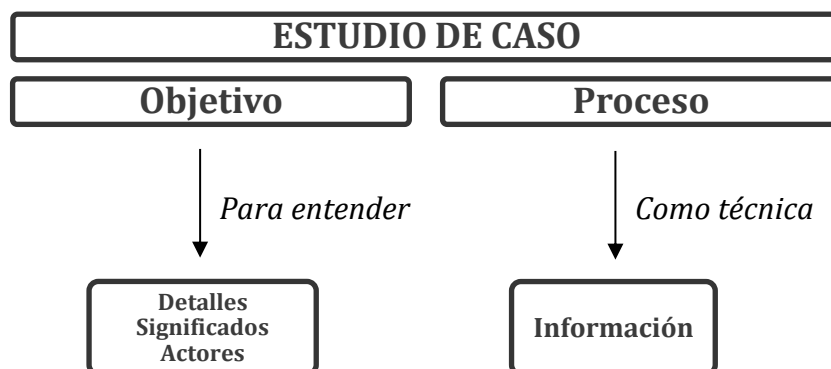 ESTUDIO DE CASO
Objetivo
Proceso
Para entender
Como técnica
Detalles
Significados
Actores
Información